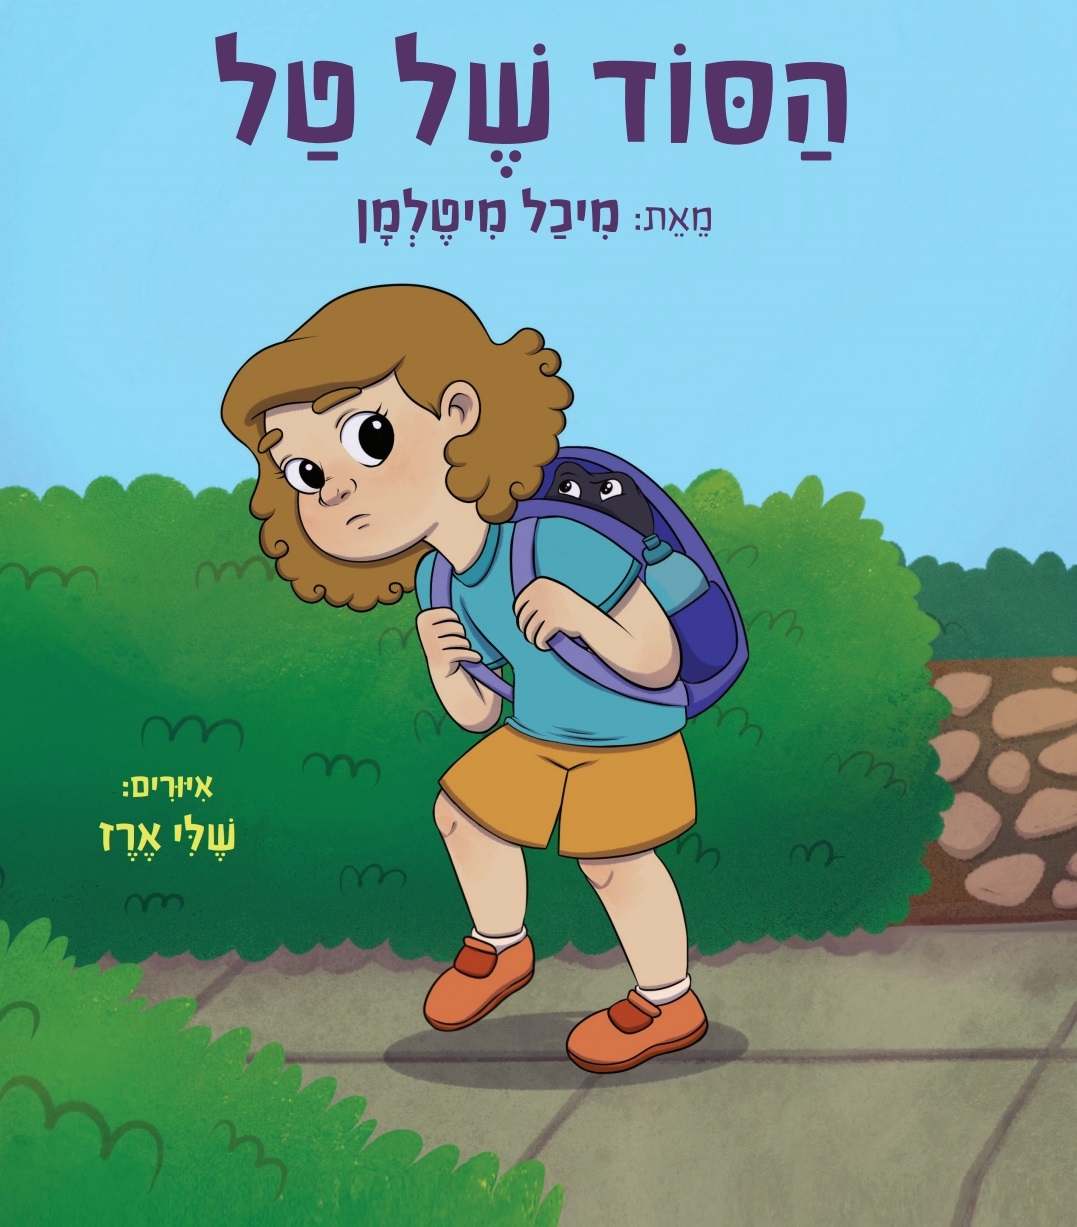 הַסּוֹד שֶׁל טַל
מֵאֵת: מִיכַל מִיטֶלְמָן
אִיּוּרִים:
שֶׁלִּי אֶרֶז